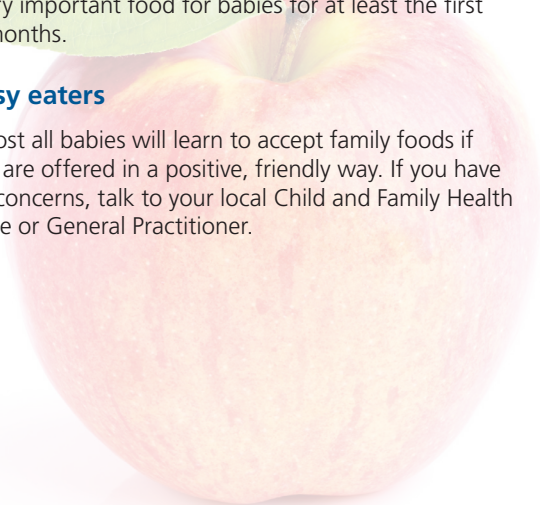 ry important food for babies for at least the first
months.
sy eaters
ost all babies will learn to accept family foods if
are offered in a positive, friendly way. If you have
concerns, talk to your local Child and Family Health
e or General Practitioner.